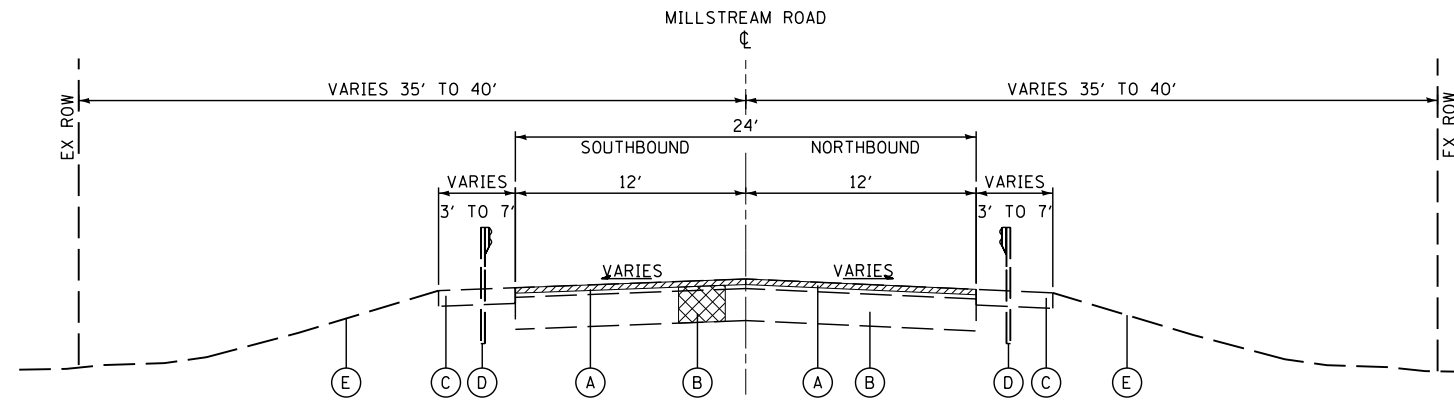 MILLSTREAM ROAD
℄
VARIES 35' TO 40'
VARIES 35' TO 40'
EX ROW
EX ROW
24'
SOUTHBOUND
NORTHBOUND
VARIES
12'
12'
VARIES
3' TO 7'
3' TO 7'
VARIES
VARIES
E
C
D
A
B
A
B
D
C
E